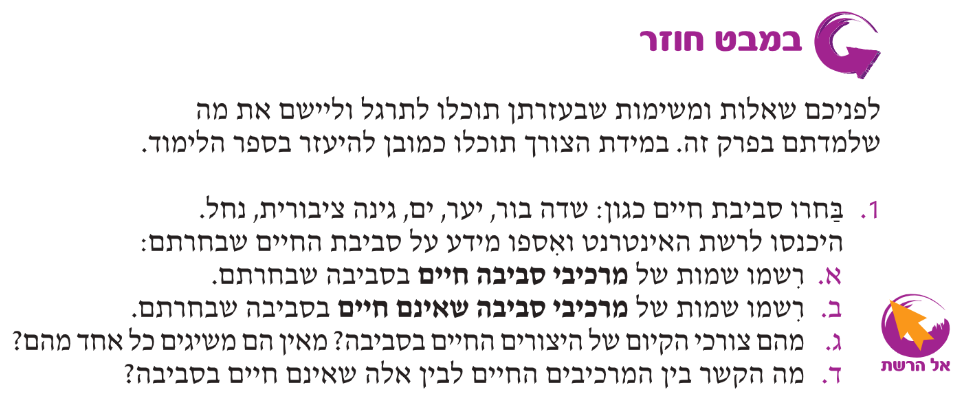 במבט חוזר
לפניכם שאלות ומשימות שבעזרתן תוכלו לתרגל וליישם את מה
שלמדתם בפרק זה. במידת הצורך תוכלו כמובן להיעזר בספר הלימוד.
1. בַּחרו סביבת חיים כגון: שדה בור, יער, ים, גינה ציבורית, נחל.
היכנסו לרשת האינטרנט ואִספו מידע על סביבת החיים שבחרתם:
א. רִשמו שמות של מרכיבי סביבה חיים בסביבה שבחרתם.
ב. רִשמו שמות של מרכיבי סביבה שאינם חיים בסביבה שבחרתם.
ג. מהם צורכי הקיום של היצורים החיים בסביבה? מאין הם משיגים כל אחד מהם?
ד. מה הקשר בין המרכיבים החיים לבין אלה שאינם חיים בסביבה?
אל הרשת